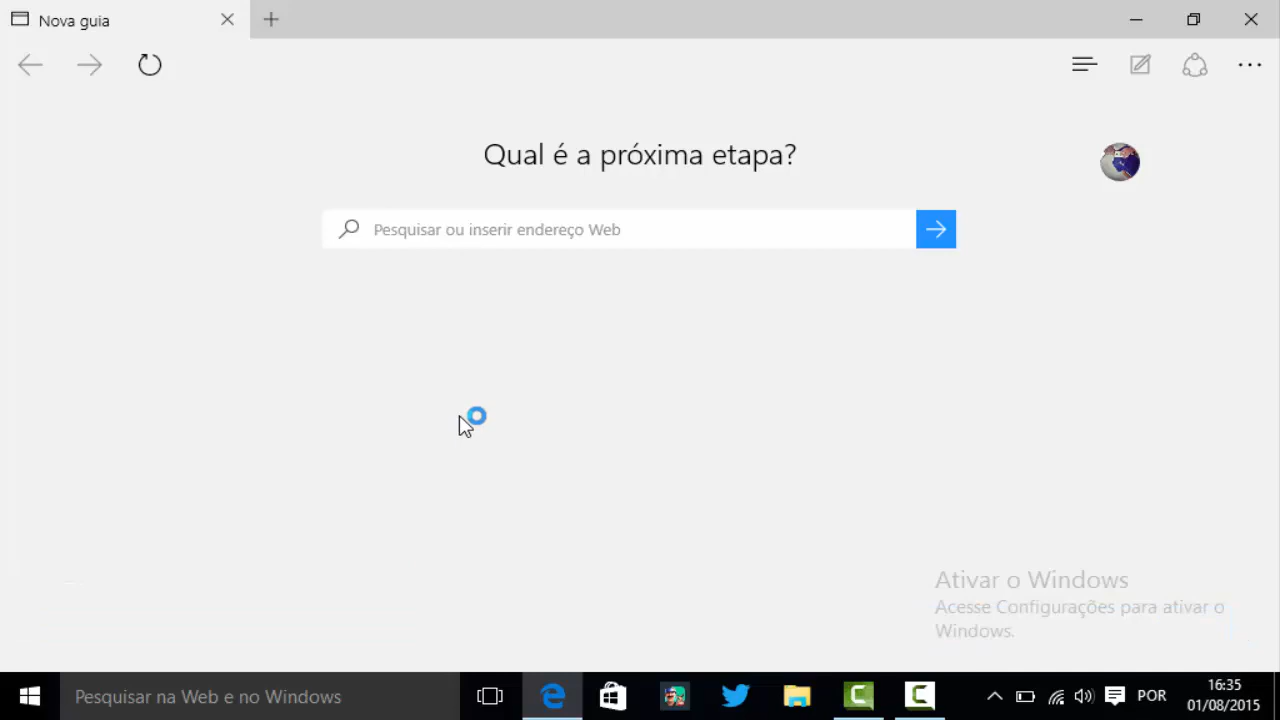 Nova guia
Qual é a próxima etapa?
Pesquisar ou inserir endereço Web
Ativar o Windows
Acesse Configurações para ativar o
Windows.
Pesquisar na Web e no Windows
POR
16:35
01/08/2015